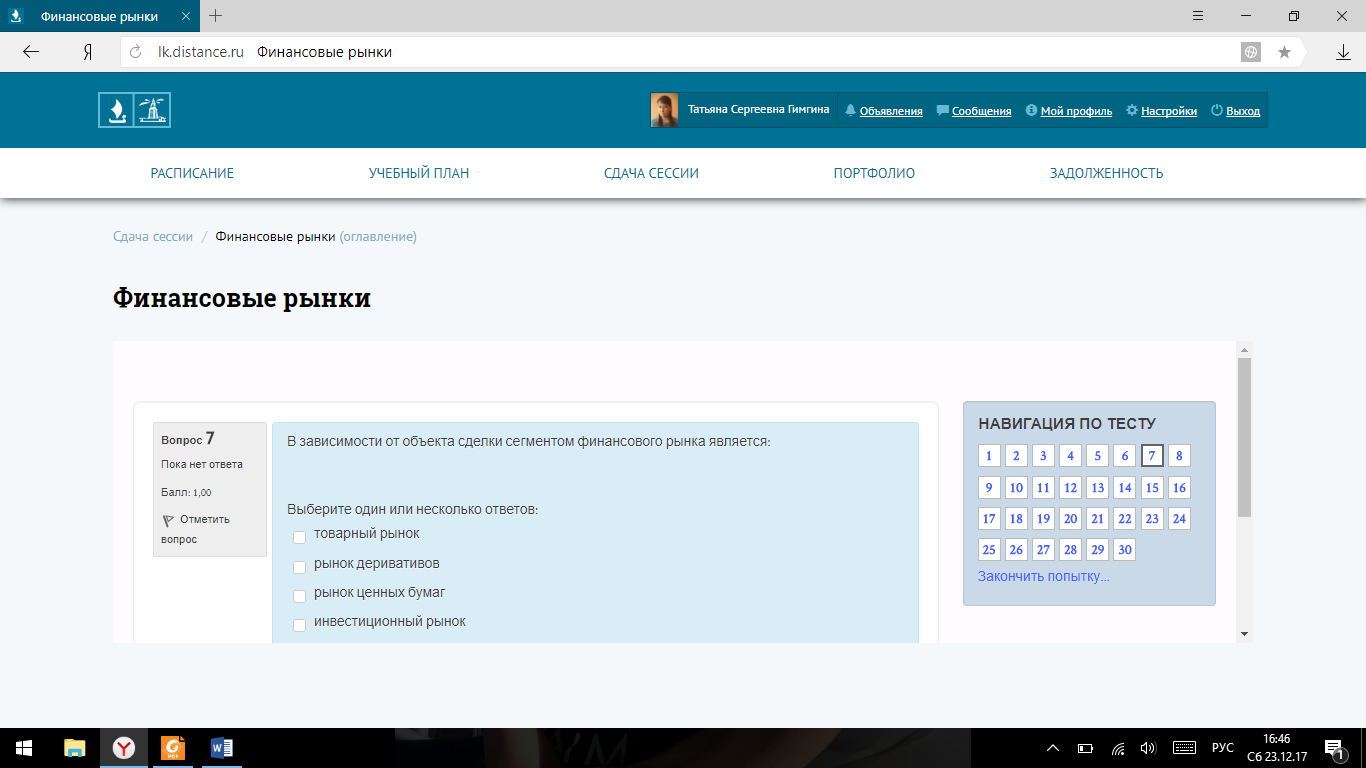 Финансовые рынки
lk.distance.ru Финансовые рынки
Татьяна Сергеевна Гимгина Объявления Сообщения Мой профиль Настройки Выход
РАСПИСАНИЕ УЧЕБНЫЙ ПЛАН СДАЧА СЕССИИ ПОРТФОЛИО ЗАДОЛЖЕННОСТЬ
Сдача сессии / Финансовые рынки (оглавление)
Финансовые рынки
Вопрос 7
Пока нет ответа
Балл: 1,00
Отметить
вопрос
В зависимости от объекта сделки сегментом финансового рынка является:
Выберите один или несколько ответов:
товарный рынок
рынок деривативов
рынок ценных бумаг
инвестиционный рынок
НАВИГАЦИЯ ПО ТЕСТУ
1 2 3 4 5 6 7 8
9 10 11 12 13 14 15 16
17 18 19 20 21 22 23 24
25 26 27 28 29 30
Закончить попытку...
РУС
16:46
Сб 23.12.17
1